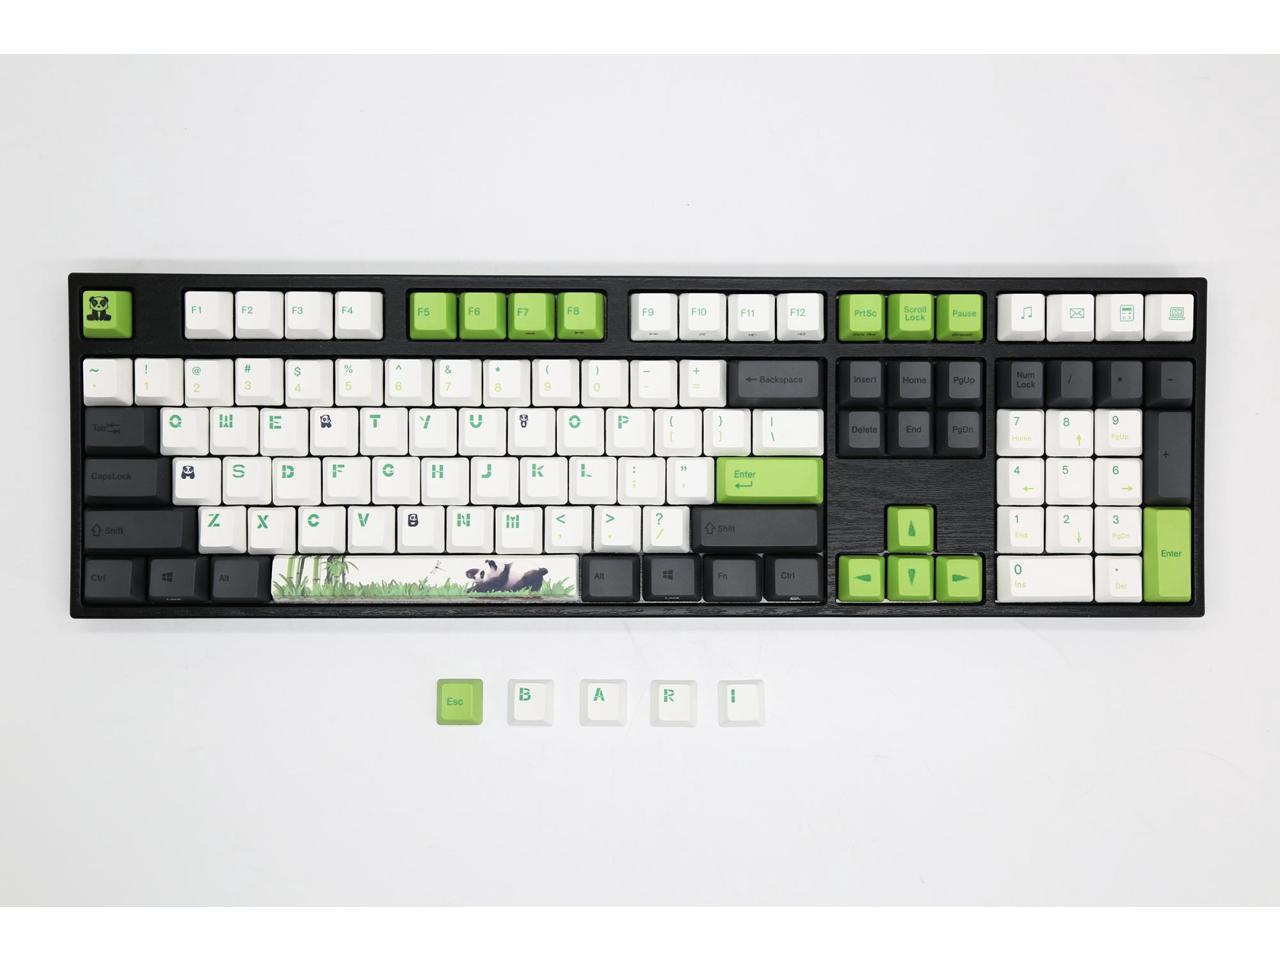 F1 F2 F3 F4 F5 F6 F7 F8 F9 F10 F11 F12 PrtSc Scroll Lock Pause
~ ! @ # $ % ^ & * ( ) _ +
1 2 3 4 5 6 7 8 9 0 - = Backspace Insert Home PgUp Num Lock / * -
Tab Q W E T Y U O P { } |
[ ] \ Delete End PgDn 7 Home 8 ↑ 9 PgUp +
CapsLock S D F G H J K L : " Enter 4 ← 5 6 →
; ,
Shift Z X C V N M < > ? Shift 1 End 2 ↓ 3 PgDn Enter
, . /
Ctrl Alt Alt Fn Ctrl 0 Ins . Del
Esc B A R I